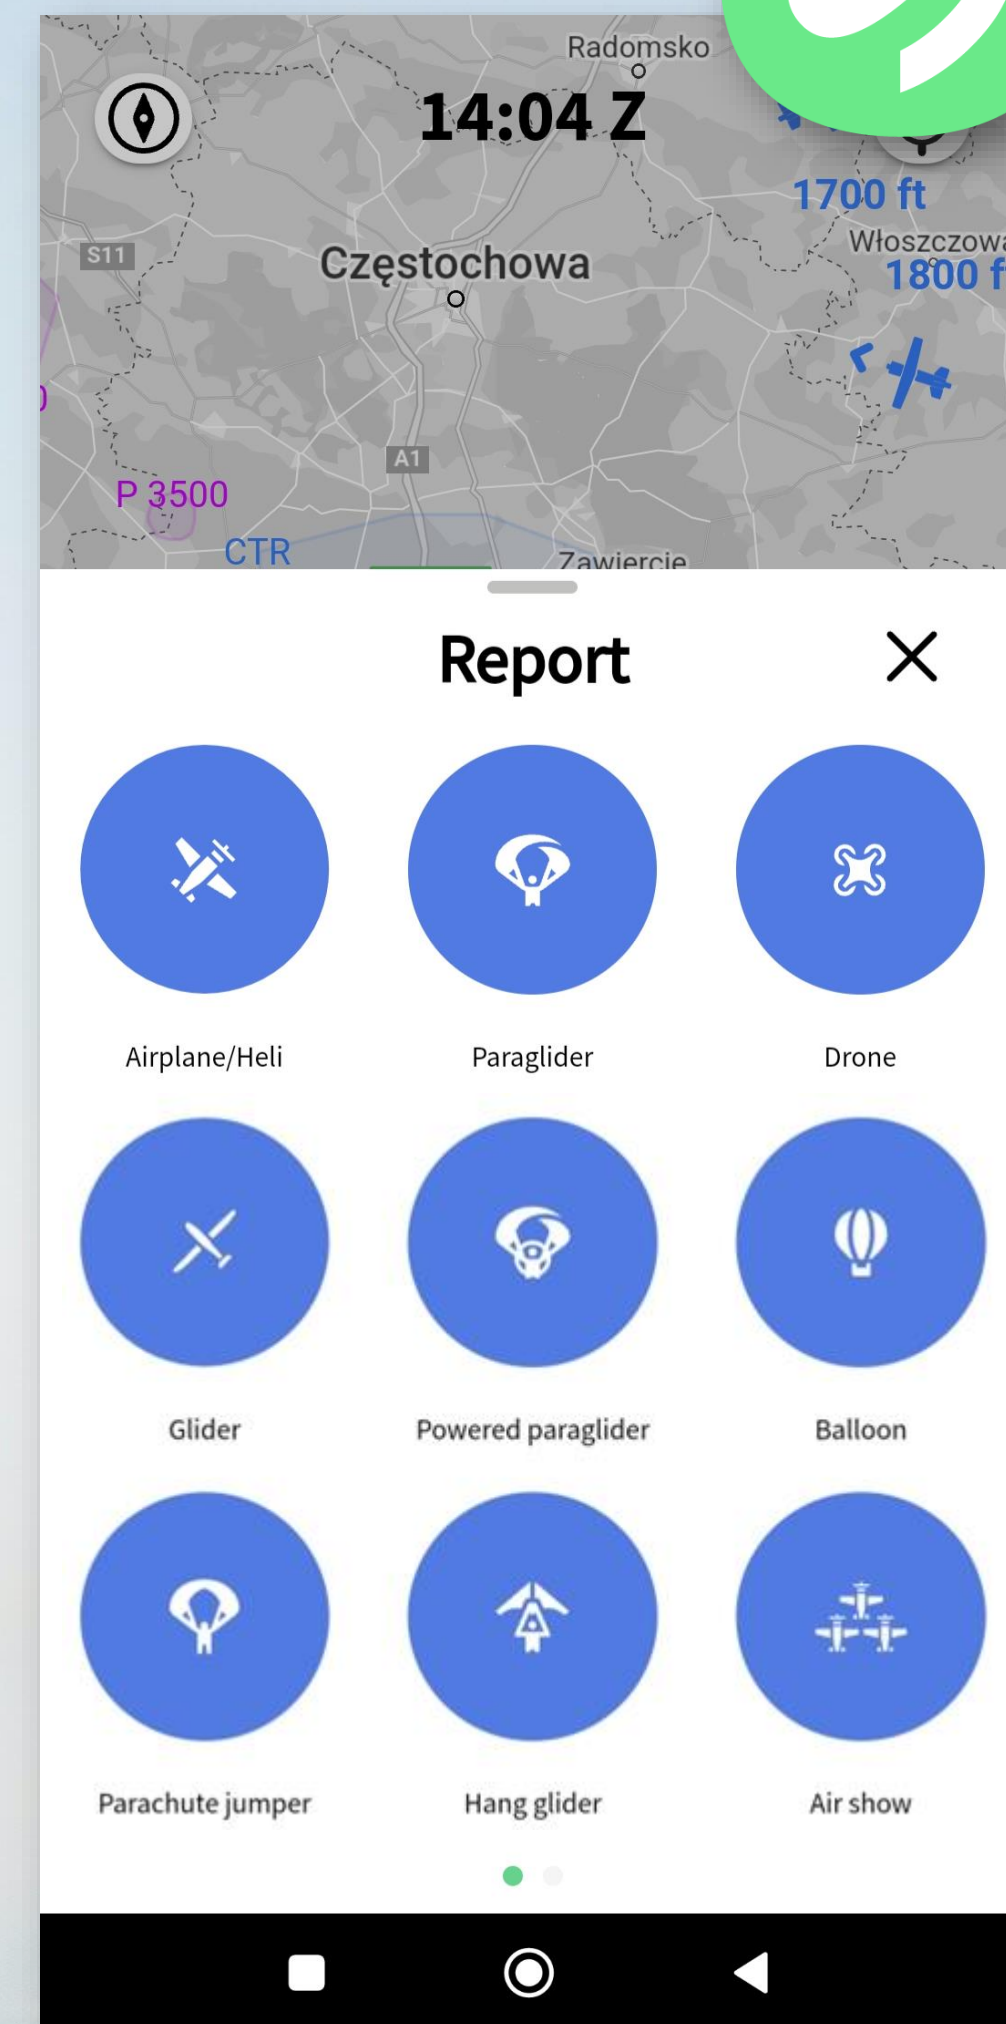 Radomsko
14:04 Z
1700 ft
S11
Włoszczowa
Częstochowa
1800 f
A1
P 3500
CTR
Zawiercie
Report
Airplane/Heli
Paraglider
Drone
Glider
Powered paraglider
Balloon
Parachute jumper
Hang glider
Air show